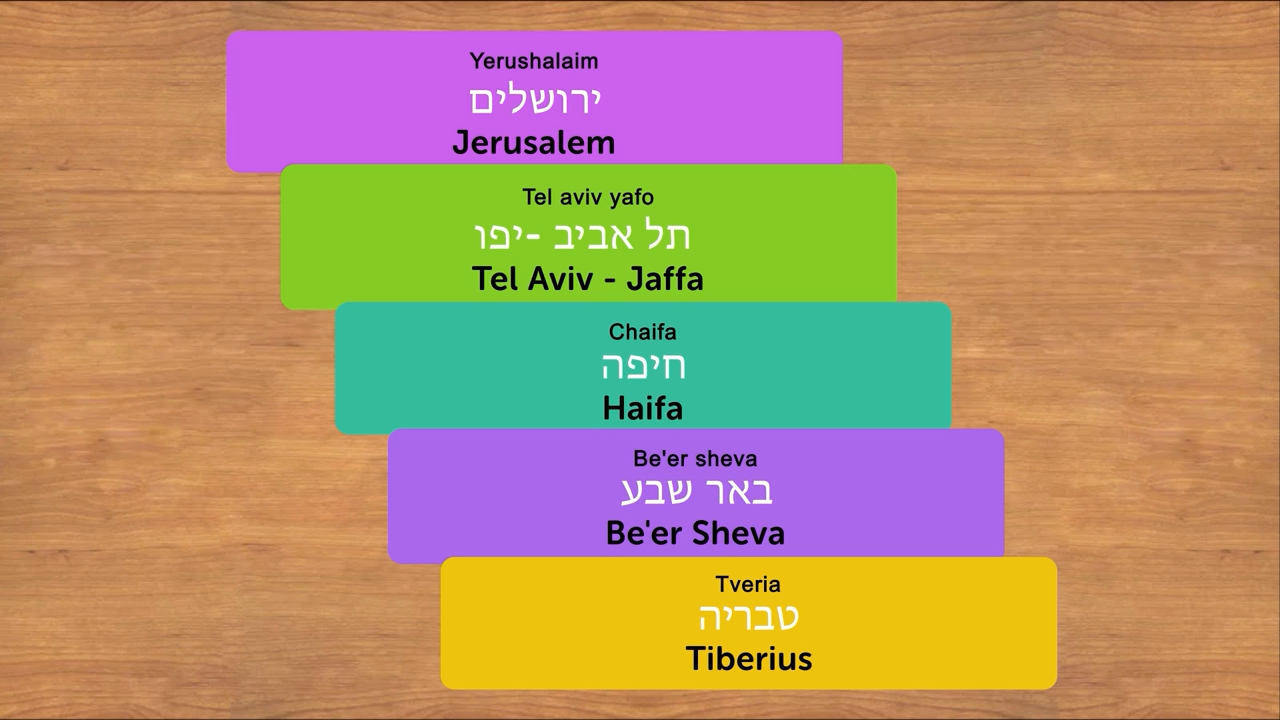 Yerushalaim
ירושלים
Jerusalem
Tel aviv yafo
תל אביב -יפו
Tel Aviv - Jaffa
Chaifa
חיפה
Haifa
Be'er sheva
באר שבע
Be'er Sheva
Tveria
טבריה
Tiberius